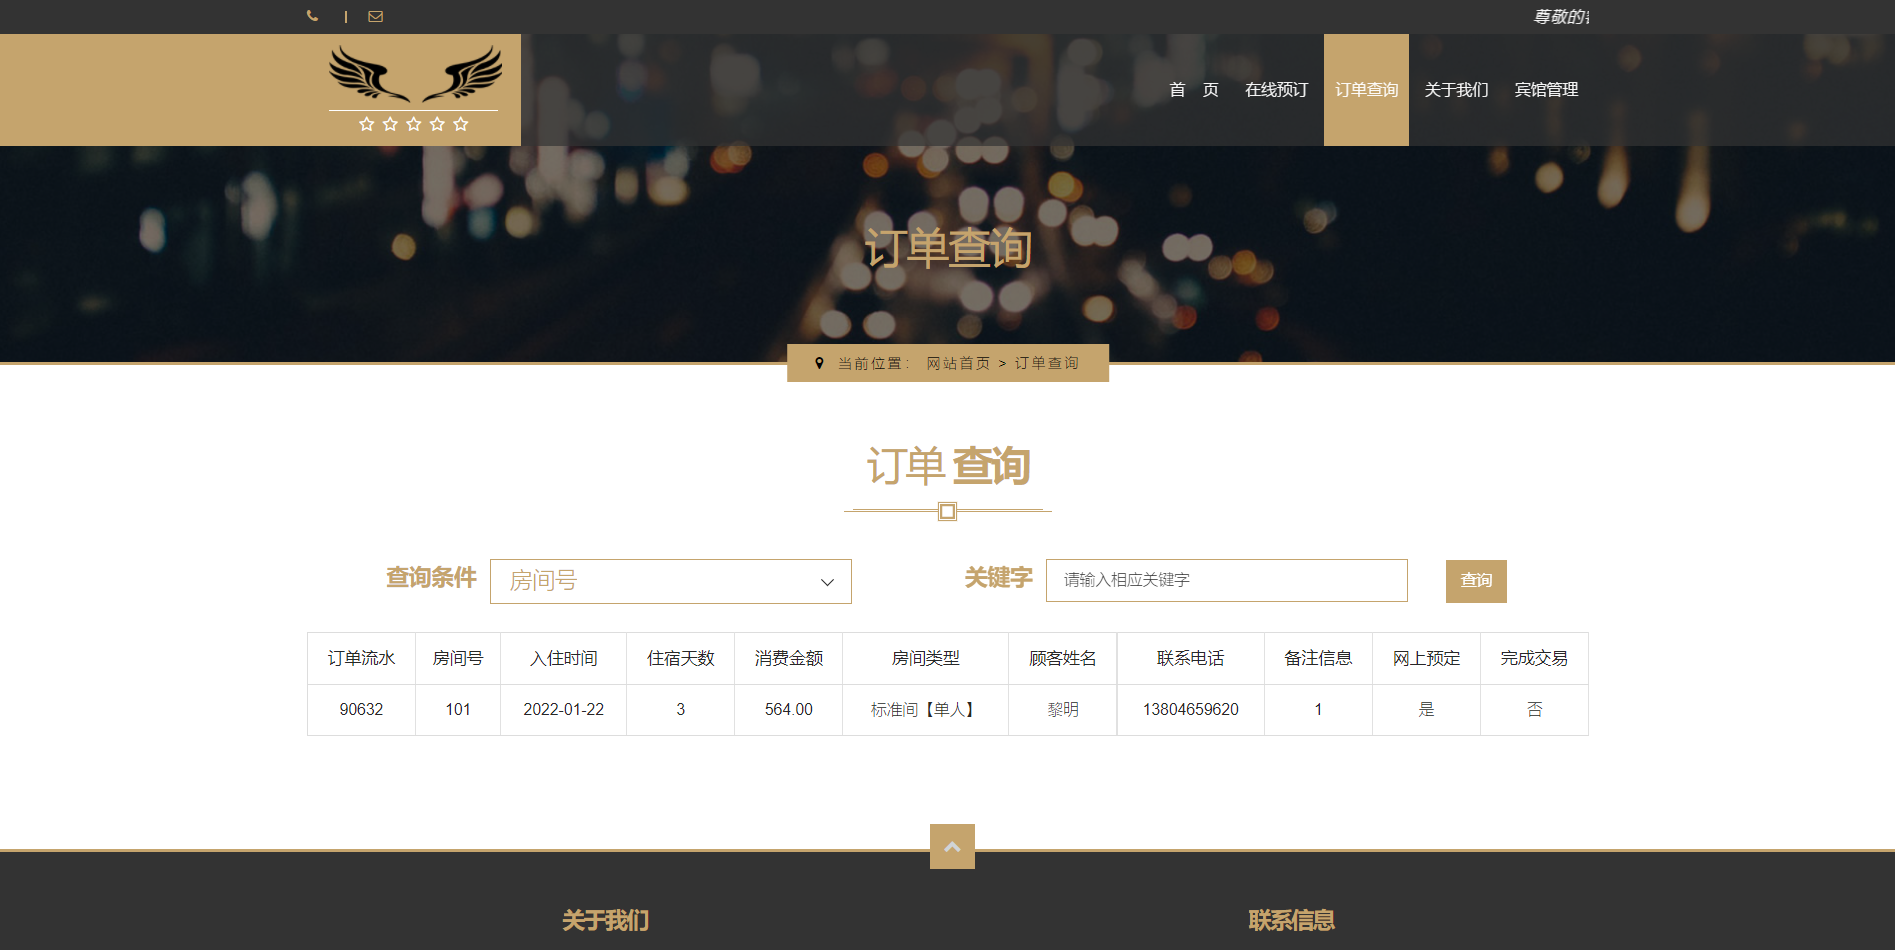 尊敬的
首 页 在线预订 订单查询 关于我们 宾馆管理
订单查询
当前位置: 网站首页 > 订单查询
订单 查询
查询条件 房间号 关键字 请输入相应关键字 查询
订单流水 房间号 入住时间 住宿天数 消费金额 房间类型 顾客姓名 联系电话 备注信息 网上预定 完成交易
90632 101 2022-01-22 3 564.00 标准间【单人】 黎明 13804659620 1 是 否
关于我们 联系信息